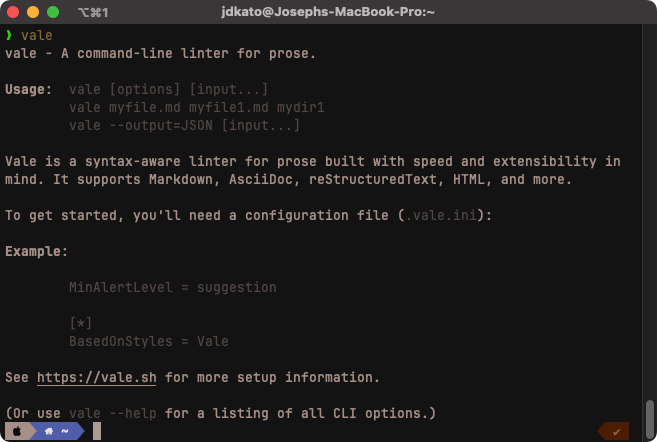 ⌥⌘1
jdkato@Josephs-MacBook-Pro:~
❯ vale
vale - A command-line linter for prose.
Usage:  vale [options] [input...]
        vale myfile.md myfile1.md mydir1
        vale --output=JSON [input...]
Vale is a syntax-aware linter for prose built with speed and extensibility in
mind. It supports Markdown, AsciiDoc, reStructuredText, HTML, and more.
To get started, you'll need a configuration file (.vale.ini):
Example:
        MinAlertLevel = suggestion
        [*]
        BasedOnStyles = Vale
See https://vale.sh for more setup information.
(Or use vale --help for a listing of all CLI options.)
~ ✔